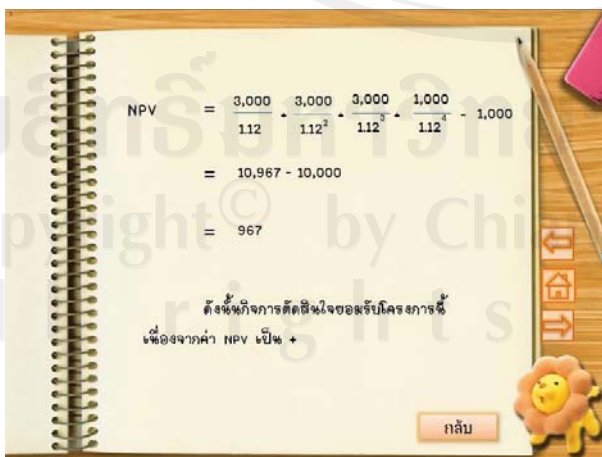 NPV = 3,000/1.12 + 3,000/1.12² + 3,000/1.12³ + 1,000/1.12⁴ - 1,000
= 10,967 - 10,000
= 967
ดังนั้นกิจการตัดสินใจยอมรับโครงการนี้
เนื่องจากค่า NPV เป็น +
กลับ
© by Chi
rights